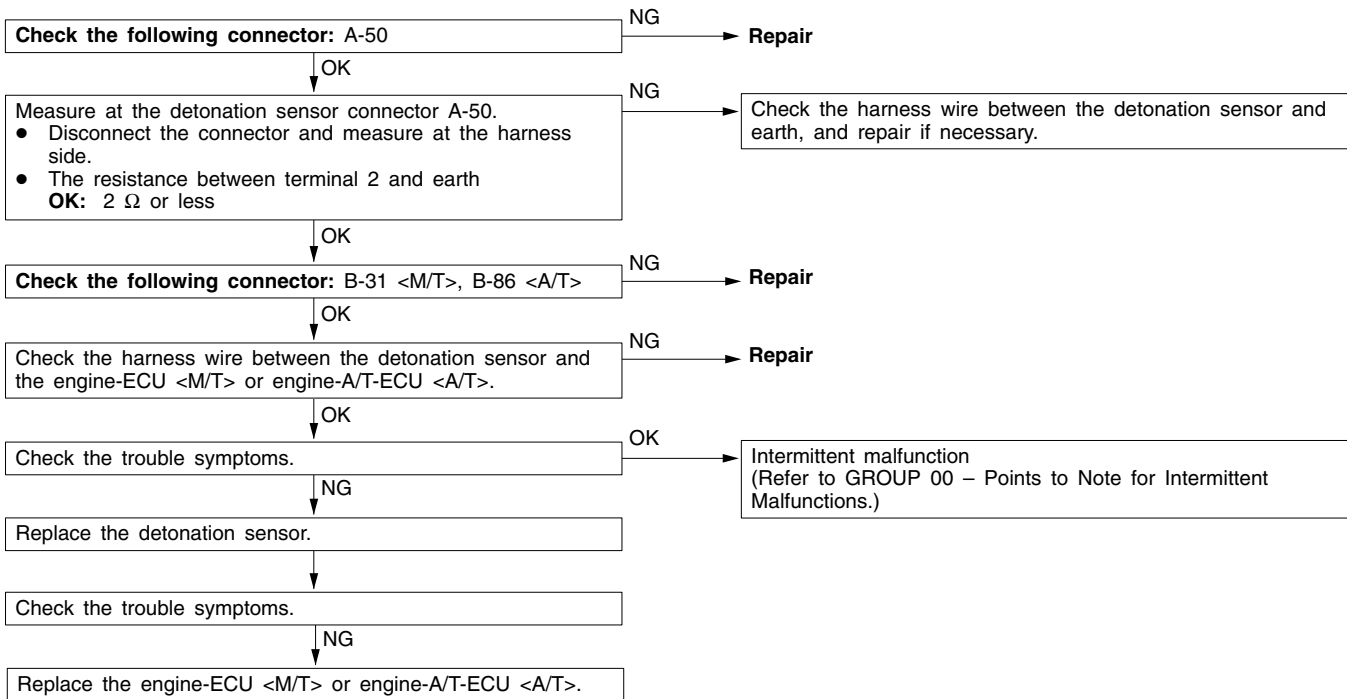 NG
Check the following connector: A-50
Repair
OK
Measure at the detonation sensor connector A-50.
● Disconnect the connector and measure at the harness
side.
● The resistance between terminal 2 and earth
OK: 2 Ω or less
NG
Check the harness wire between the detonation sensor and
earth, and repair if necessary.
OK
Check the following connector: B-31 <M/T>, B-86 <A/T>
NG
Repair
OK
Check the harness wire between the detonation sensor and
the engine-ECU <M/T> or engine-A/T-ECU <A/T>.
NG
Repair
OK
Check the trouble symptoms.
OK
Intermittent malfunction
(Refer to GROUP 00 – Points to Note for Intermittent
Malfunctions.)
NG
Replace the detonation sensor.
Check the trouble symptoms.
NG
Replace the engine-ECU <M/T> or engine-A/T-ECU <A/T>.